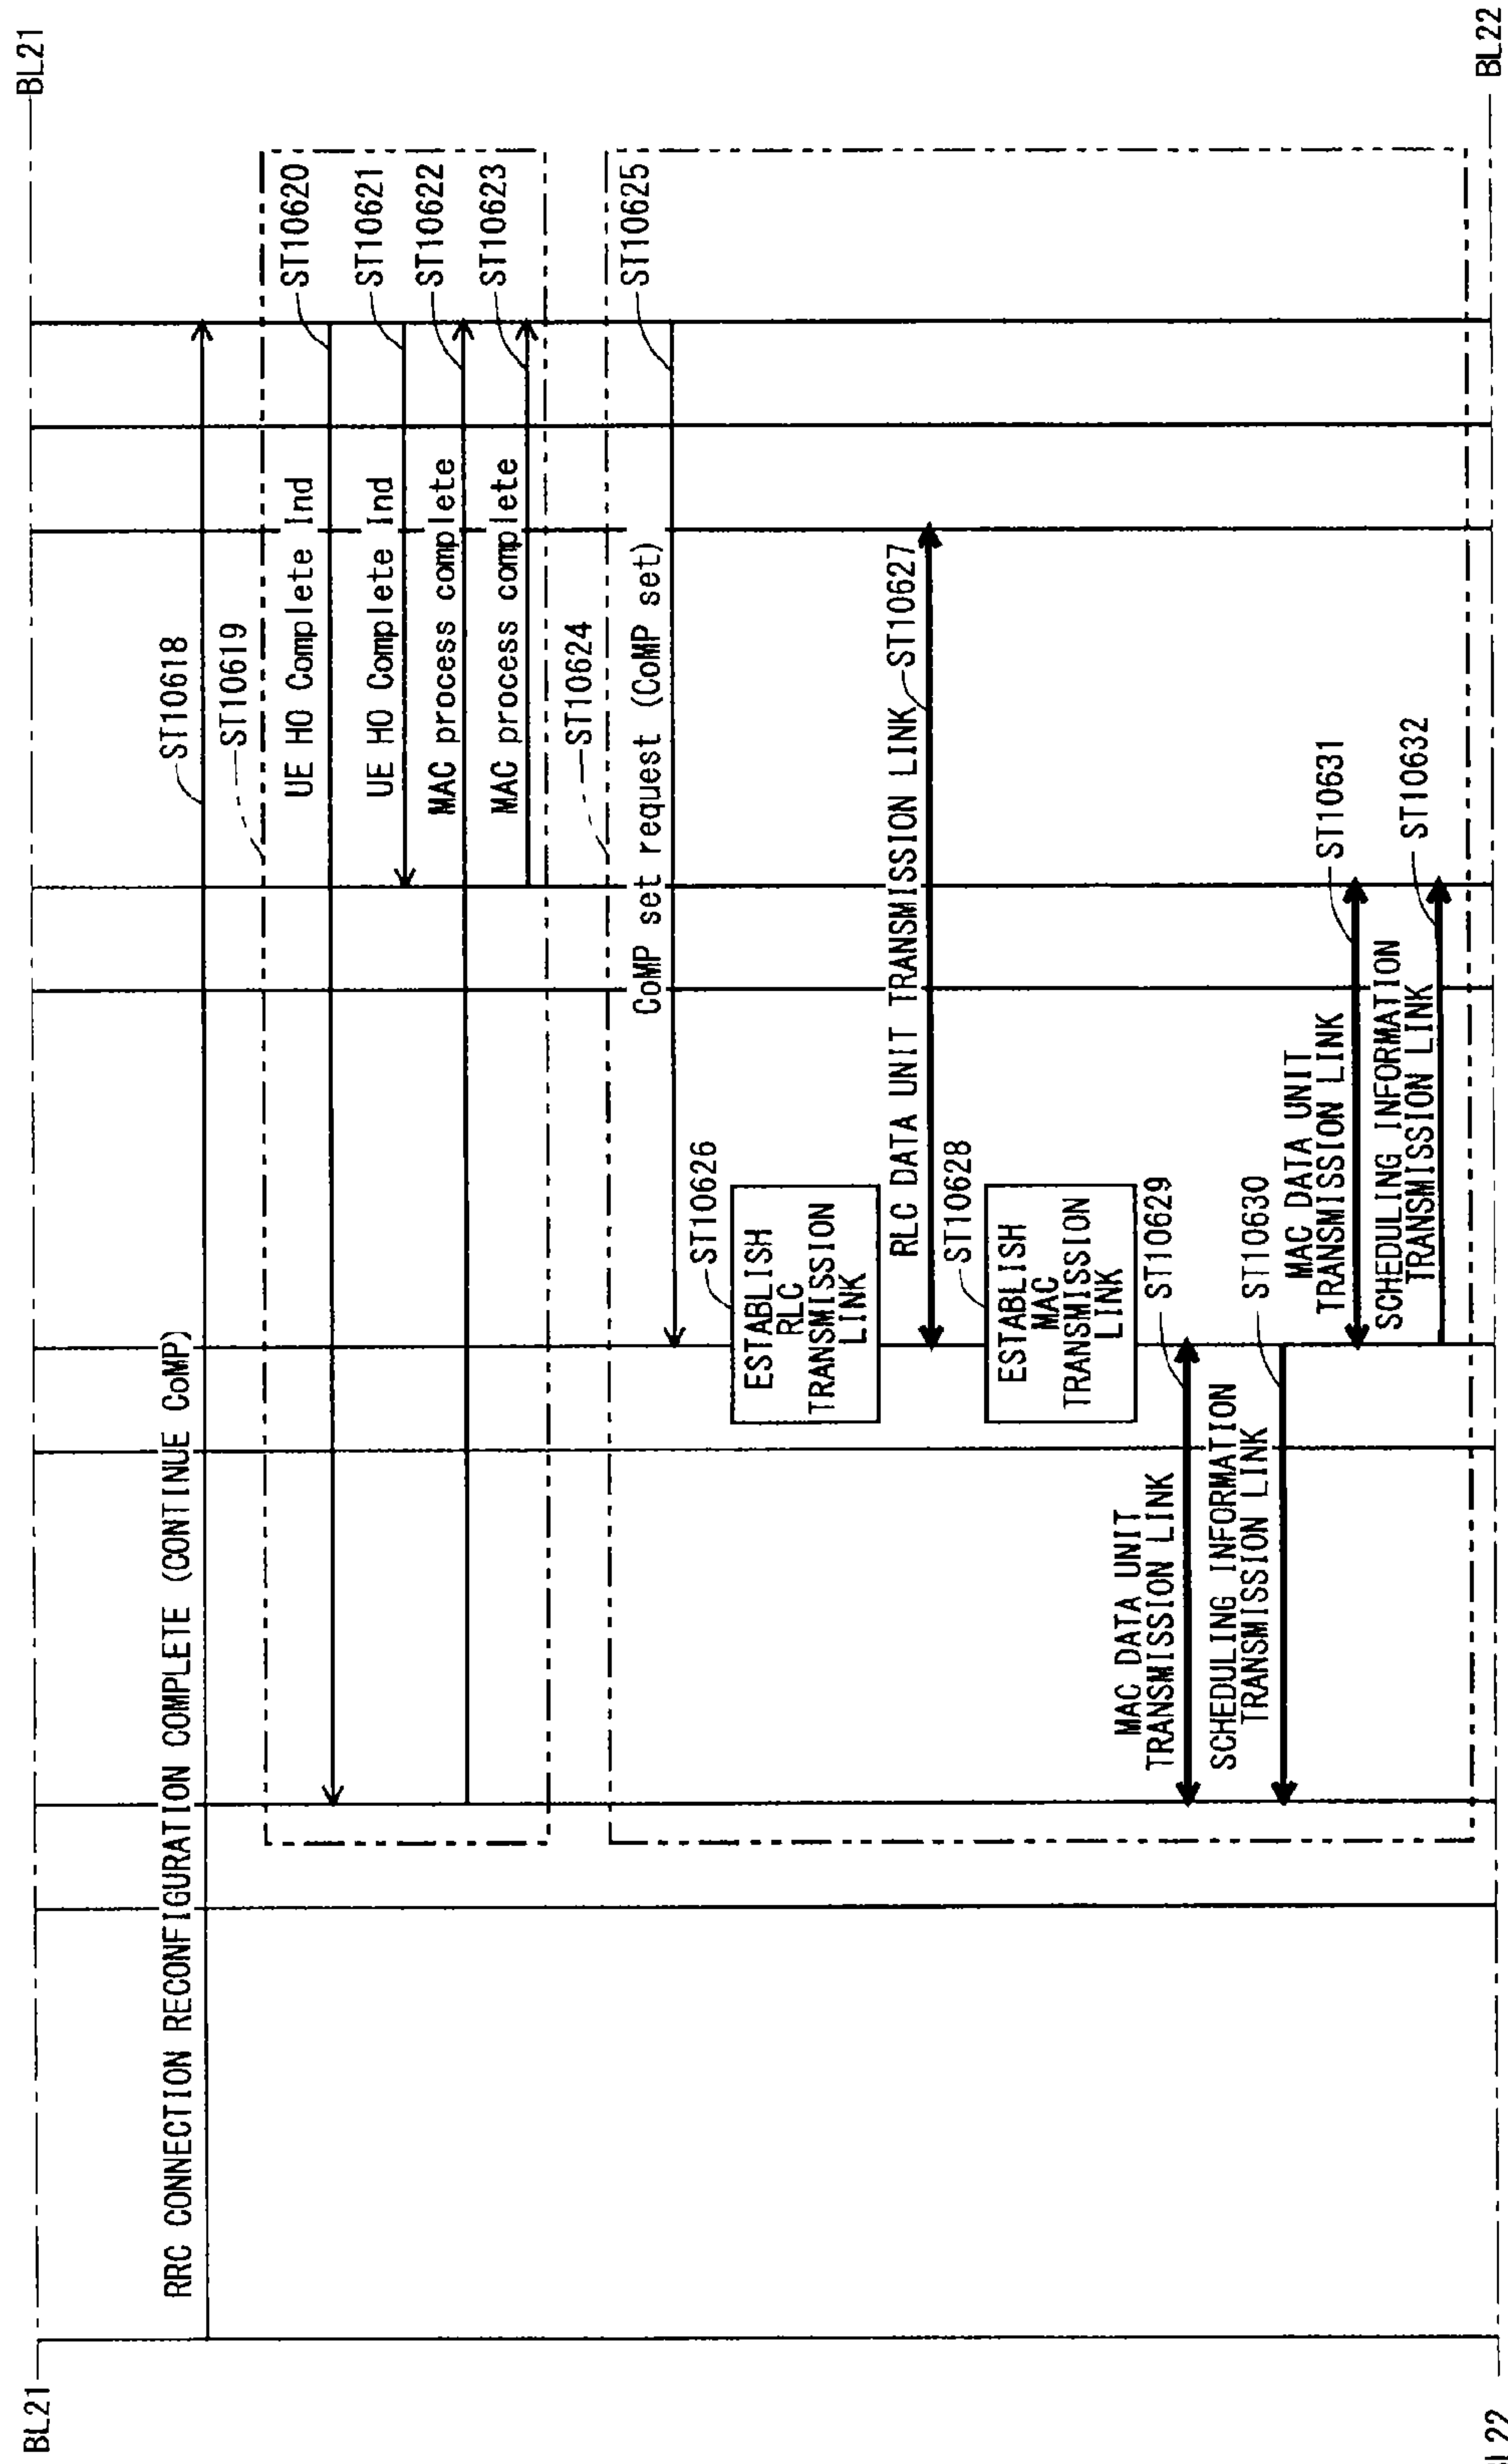 BL21
BL21
RRC CONNECTION RECONFIGURATION COMPLETE (CONTINUE CoMP)
ST10618
ST10619
UE HO Complete Ind
ST10620
UE HO Complete Ind
ST10621
MAC process complete
ST10622
MAC process complete
ST10623
ST10624
CoMP set request (CoMP set)
ST10625
ST10626
ESTABLISH
RLC
TRANSMISSION
LINK
RLC DATA UNIT TRANSMISSION LINK
ST10627
ST10628
ESTABLISH
MAC
TRANSMISSION
LINK
MAC DATA UNIT
TRANSMISSION LINK
ST10629
SCHEDULING INFORMATION
TRANSMISSION LINK
ST10630
MAC DATA UNIT
TRANSMISSION LINK
ST10631
SCHEDULING INFORMATION
TRANSMISSION LINK
ST10632
BL22
BL22